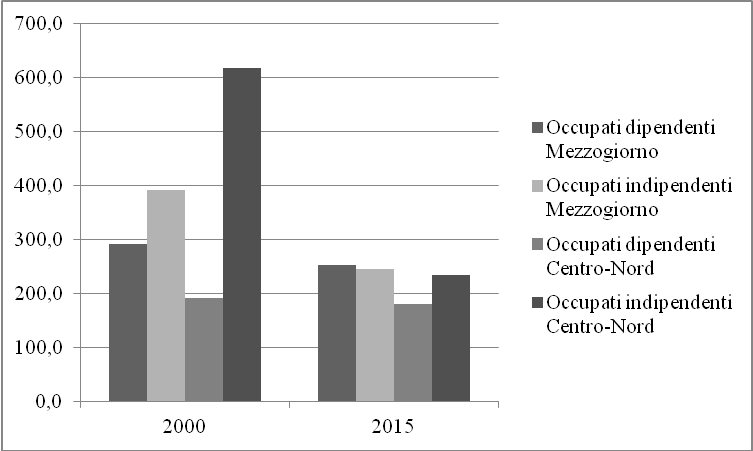 700,0
600,0
500,0
400,0
300,0
200,0
100,0
0,0
2000
2015
Occupati dipendenti
Mezzogiorno
Occupati indipendenti
Mezzogiorno
Occupati dipendenti
Centro-Nord
Occupati indipendenti
Centro-Nord